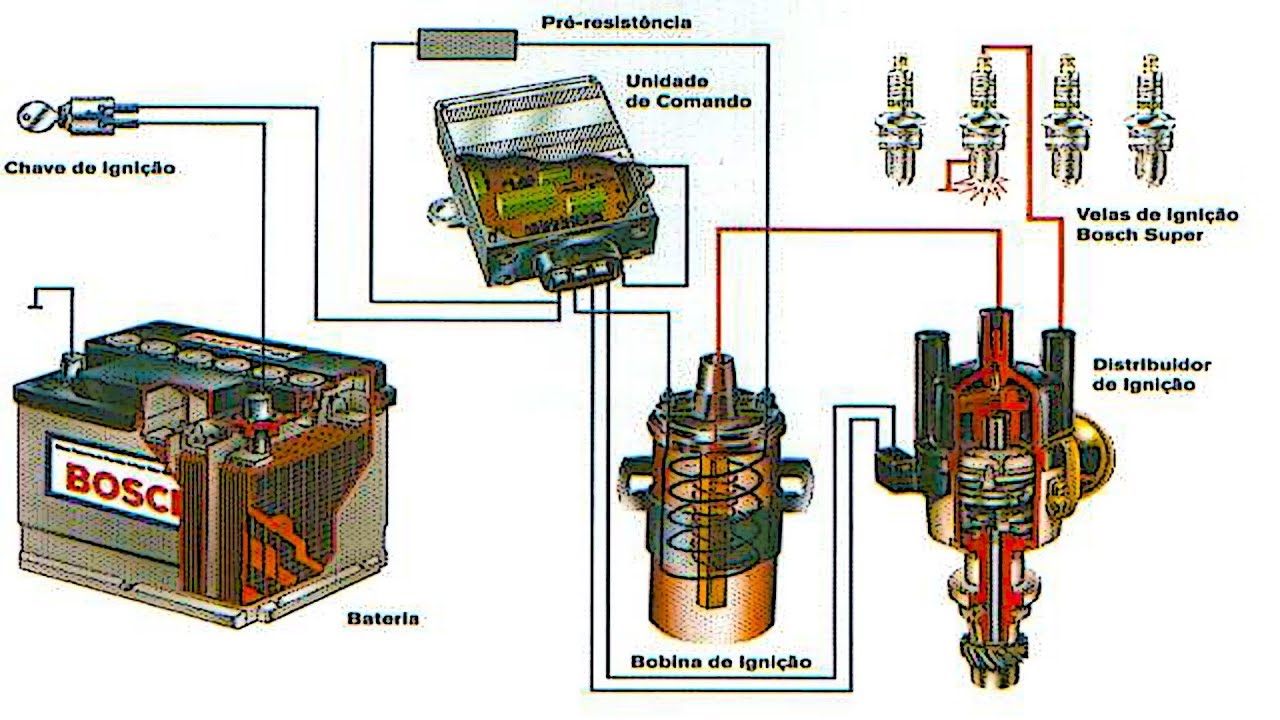 Pré-resistência
Unidade
de Comando
Chave de Ignição
Velas de Ignição
Bosch Super
Distribuidor
de Ignição
BOSCH
Bateria
Bobina de Ignição